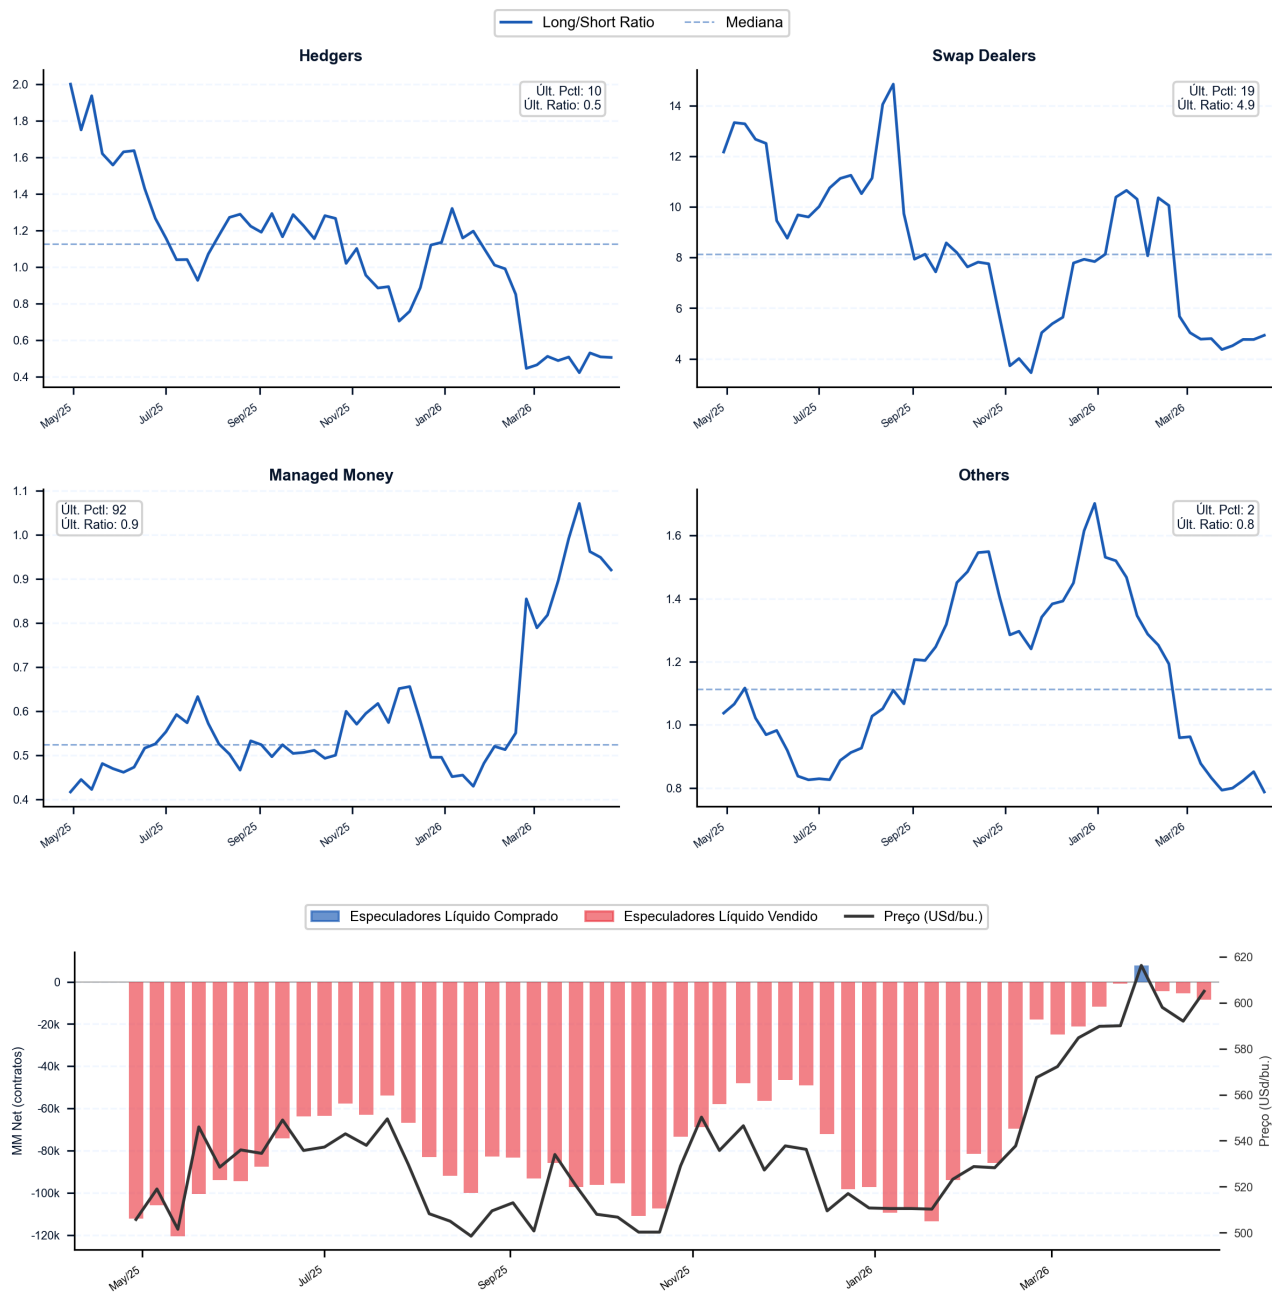 Long/Short Ratio Mediana
Hedgers
Últ. Pctl: 10
Últ. Ratio: 0.5
2.0
1.8
1.6
1.4
1.2
1.0
0.8
0.6
0.4
May/25 Jul/25 Sep/25 Nov/25 Jan/26 Mar/26
Swap Dealers
Últ. Pctl: 19
Últ. Ratio: 4.9
14
12
10
8
6
4
May/25 Jul/25 Sep/25 Nov/25 Jan/26 Mar/26
Managed Money
Últ. Pctl: 92
Últ. Ratio: 0.9
1.1
1.0
0.9
0.8
0.7
0.6
0.5
0.4
May/25 Jul/25 Sep/25 Nov/25 Jan/26 Mar/26
Others
Últ. Pctl: 2
Últ. Ratio: 0.8
1.6
1.4
1.2
1.0
0.8
May/25 Jul/25 Sep/25 Nov/25 Jan/26 Mar/26
Especuladores Líquido Comprado Especuladores Líquido Vendido Preço (USd/bu.)
MM Net (contratos)
0
-20k
-40k
-60k
-80k
-100k
-120k
620
600
580
560
540
520
500
Preço (USd/bu.)
May/25 Jul/25 Sep/25 Nov/25 Jan/26 Mar/26